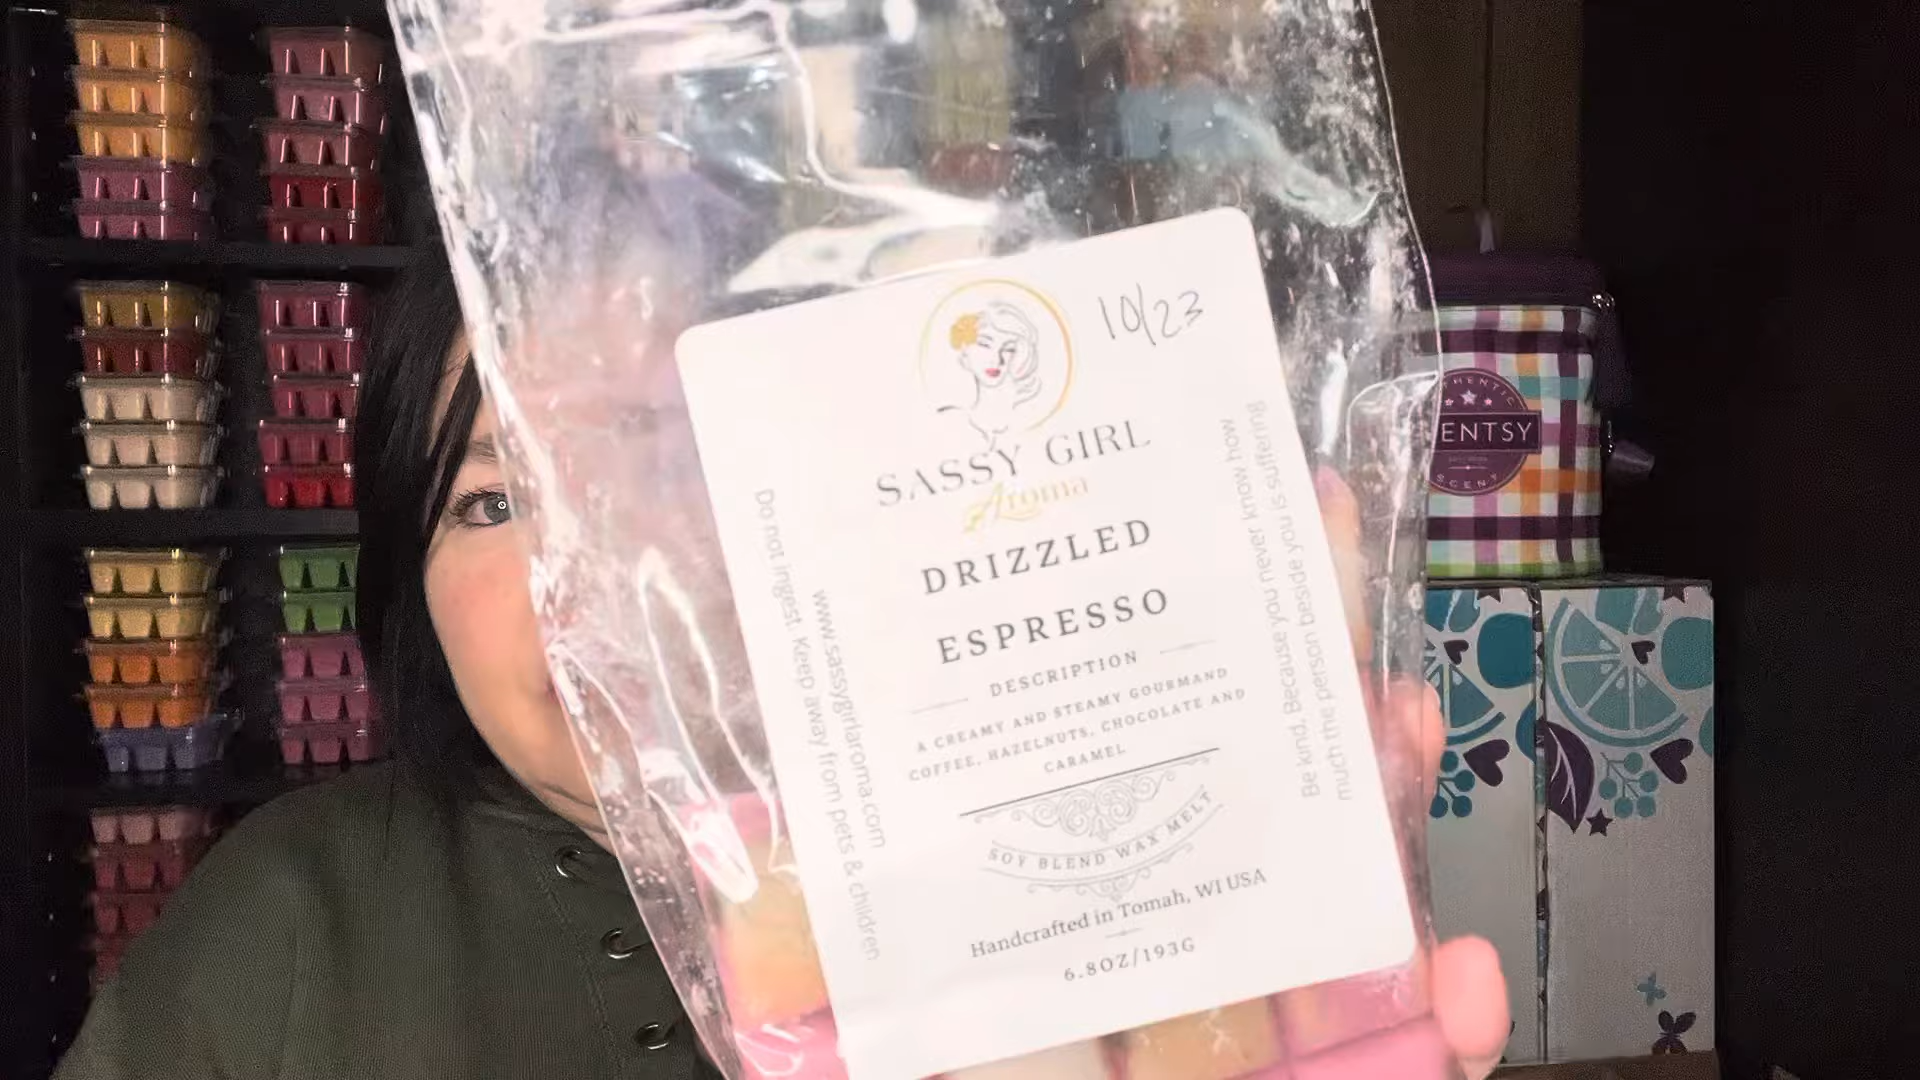 10/23
SASSY GIRL
Aroma
DRIZZLED
ESPRESSO
DESCRIPTION
A CREAMY AND STEAMY GOURMAND
COFFEE, HAZELNUTS, CHOCOLATE AND
CARAMEL
SOY BLEND WAX MELT
Handcrafted in Tomah, WI USA
6.8OZ/193G
Do not ingest. Keep away from pets & children
www.sassygirlaroma.com
Be kind. Because you never know how
much the person beside you is suffering
ENTSY
SCENT